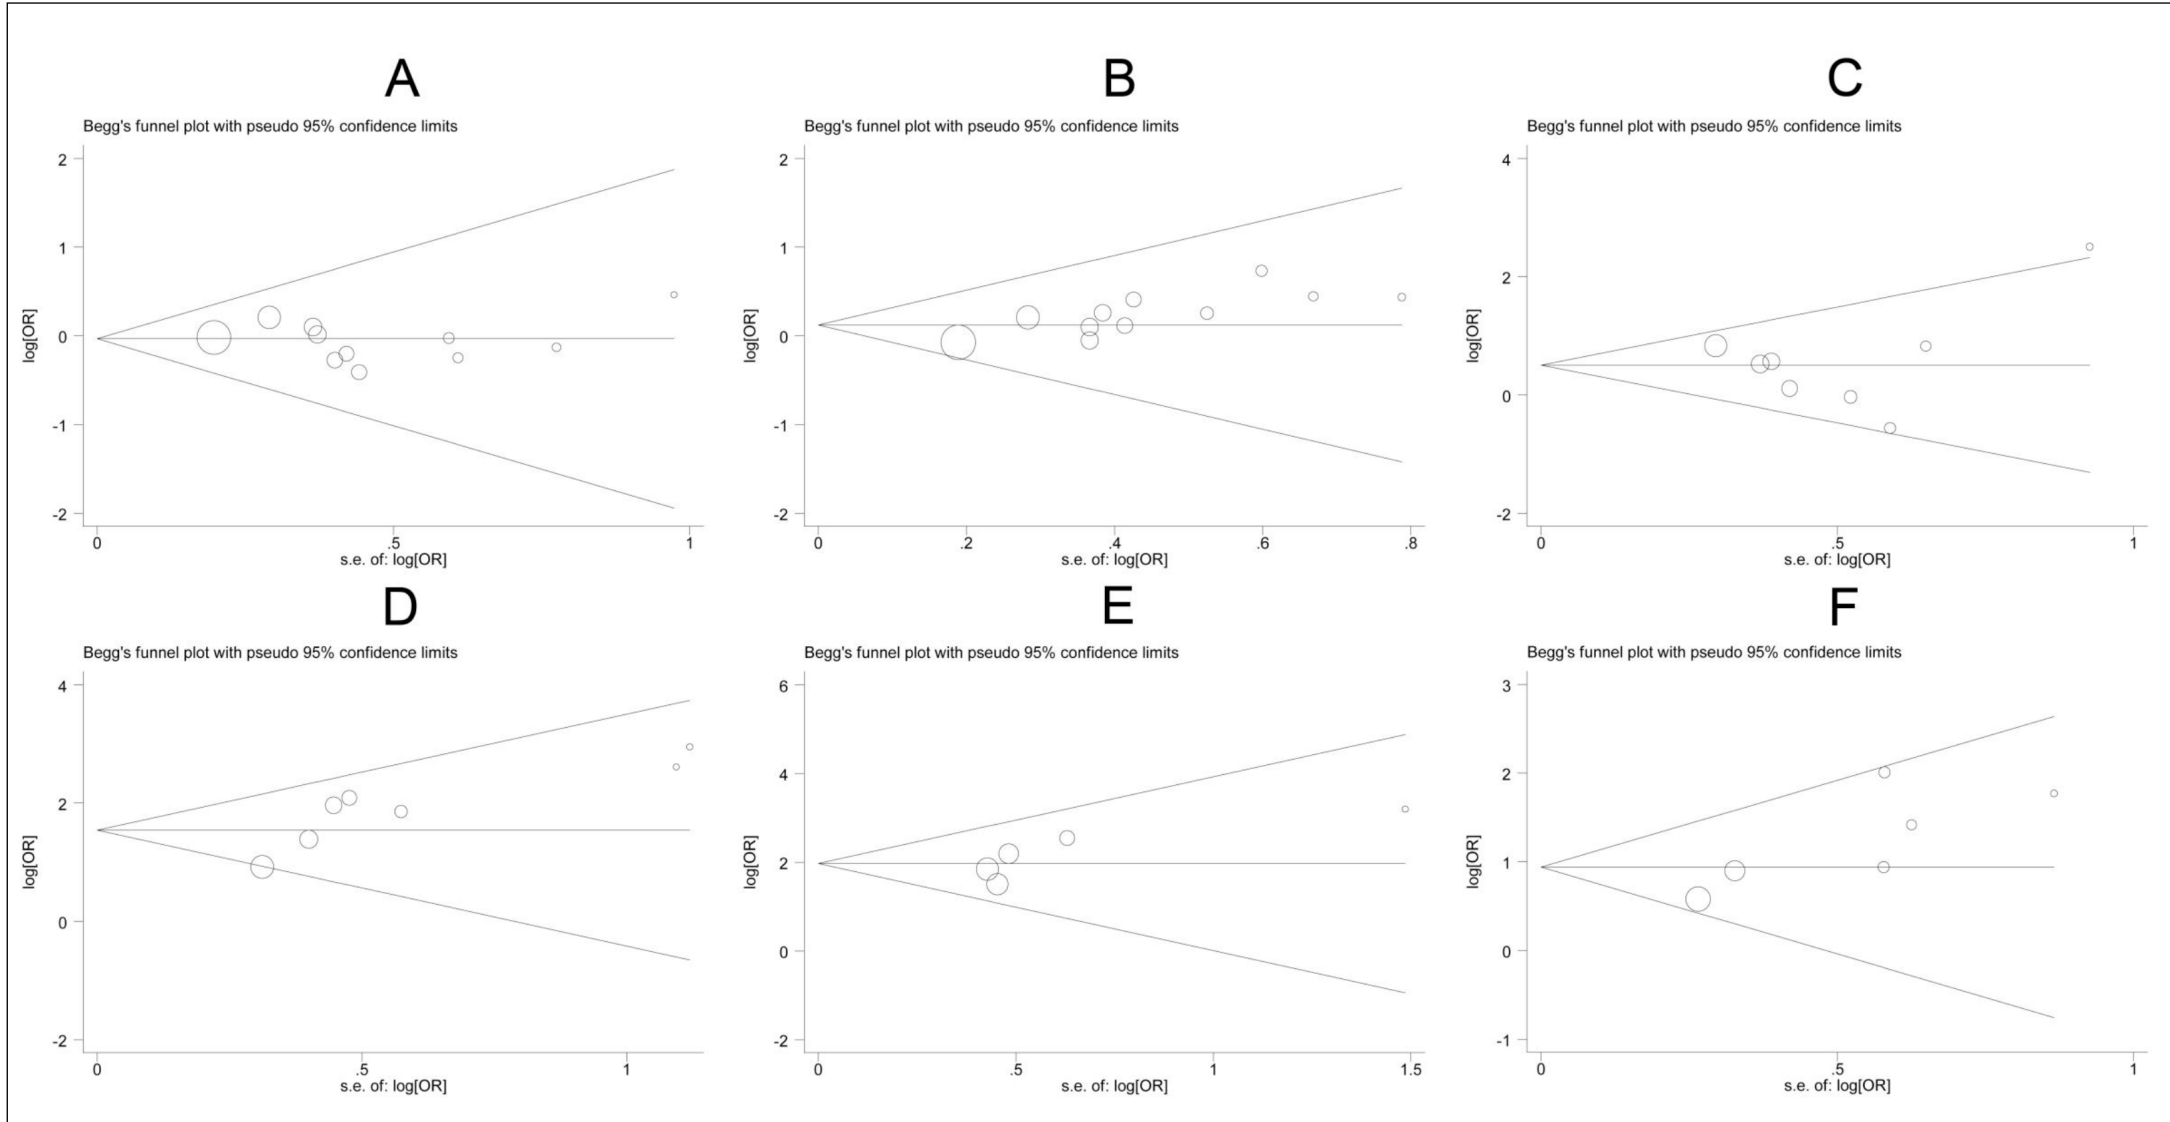 A
Begg's funnel plot with pseudo 95% confidence limits
log[OR]
2
1
0
-1
-2
0 .5 1
s.e. of: log[OR]
B
Begg's funnel plot with pseudo 95% confidence limits
log[OR]
2
1
0
-1
-2
0 .2 .4 .6 .8
s.e. of: log[OR]
C
Begg's funnel plot with pseudo 95% confidence limits
log[OR]
4
2
0
-2
0 .5 1
s.e. of: log[OR]
D
Begg's funnel plot with pseudo 95% confidence limits
log[OR]
4
2
0
-2
0 .5 1
s.e. of: log[OR]
E
Begg's funnel plot with pseudo 95% confidence limits
log[OR]
6
4
2
0
-2
0 .5 1 1.5
s.e. of: log[OR]
F
Begg's funnel plot with pseudo 95% confidence limits
log[OR]
3
2
1
0
-1
0 .5 1
s.e. of: log[OR]